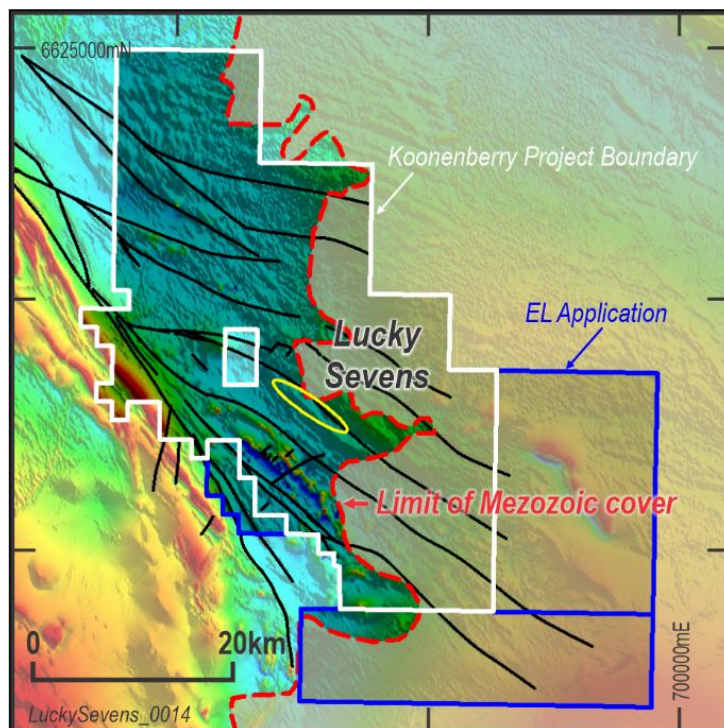 6625000mN
Koonenberry Project Boundary
EL Application
Lucky
Sevens
Limit of Mezozoic cover
0
20km
700000mE
LuckySevens_0014